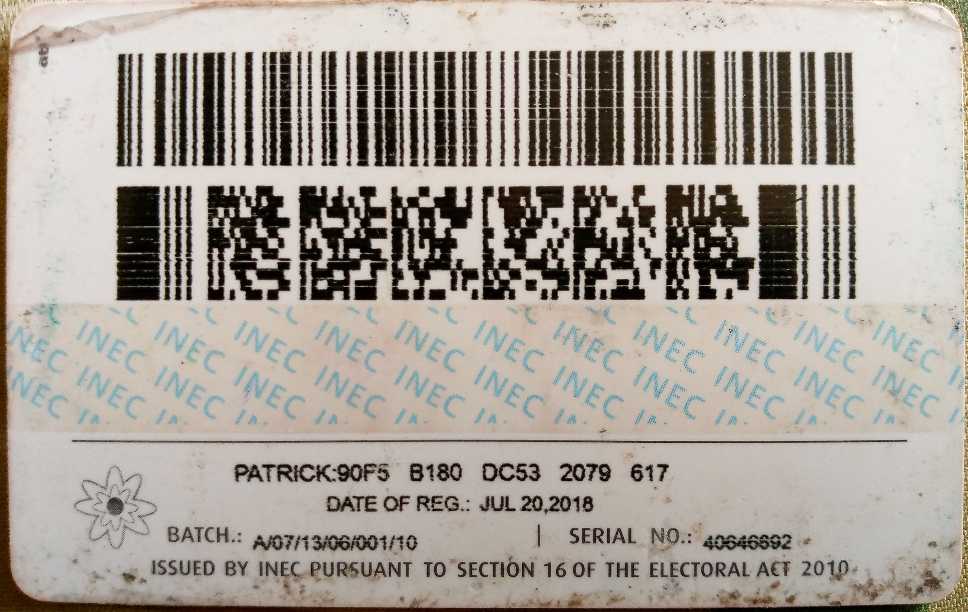 INEC INEC INEC INEC INEC INEC INEC INEC INEC INEC INEC
INEC INEC INEC INEC INEC INEC INEC INEC INEC INEC INEC INEC
PATRICK:90F5 B180 DC53 2079 617
DATE OF REG.: JUL 20,2018
BATCH.: A/07/13/06/001/10 | SERIAL NO.: 40646692
ISSUED BY INEC PURSUANT TO SECTION 16 OF THE ELECTORAL ACT 2010